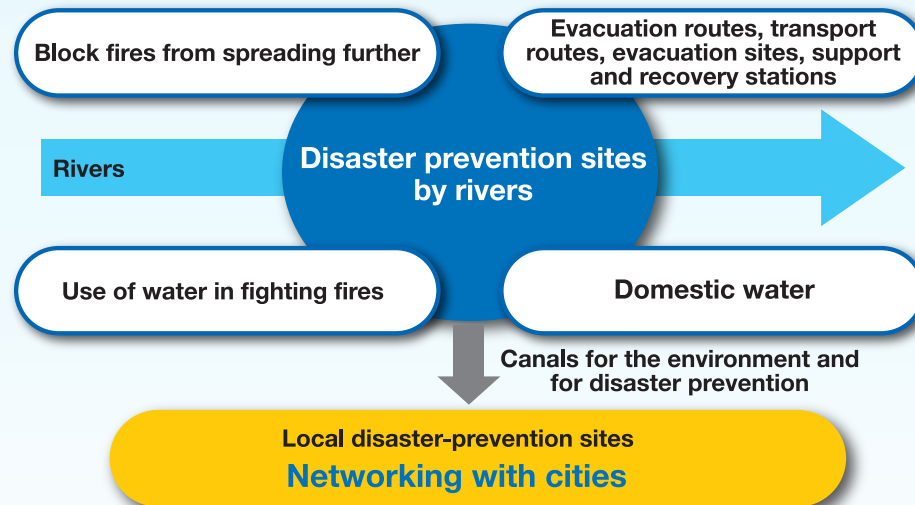 Block fires from spreading further
Evacuation routes, transport
routes, evacuation sites, support
and recovery stations
Rivers
Disaster prevention sites
by rivers
Use of water in fighting fires
Domestic water
Canals for the environment and
for disaster prevention
Local disaster-prevention sites
Networking with cities